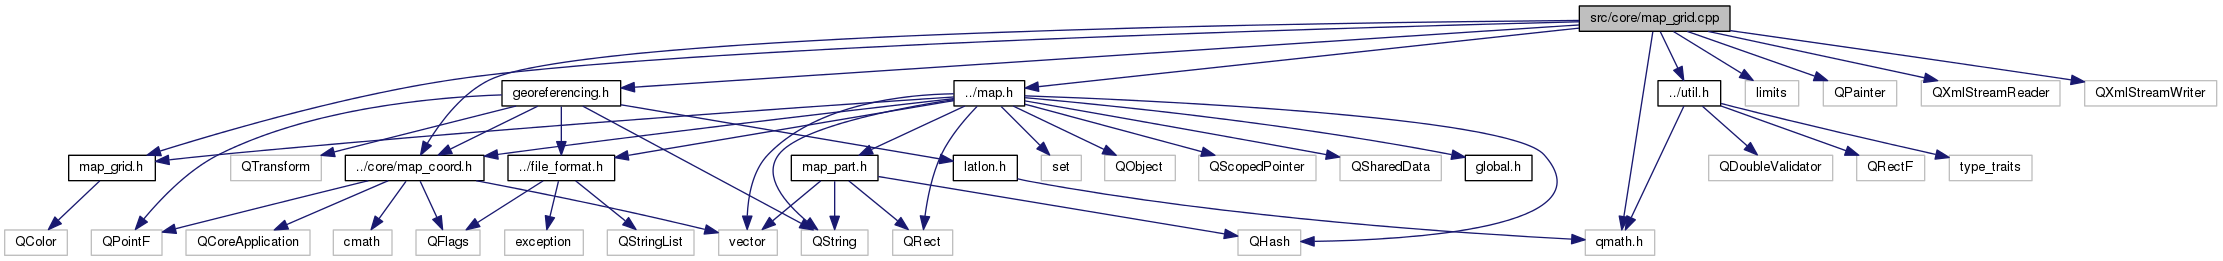 src/core/map_grid.cpp
georeferencing.h
../map.h
../util.h
limits
QPainter
QXmlStreamReader
QXmlStreamWriter
map_grid.h
QTransform
../core/map_coord.h
../file_format.h
map_part.h
latlon.h
set
QObject
QScopedPointer
QSharedData
global.h
QDoubleValidator
QRectF
type_traits
QColor
QPointF
QCoreApplication
cmath
QFlags
exception
QStringList
vector
QString
QRect
QHash
qmath.h